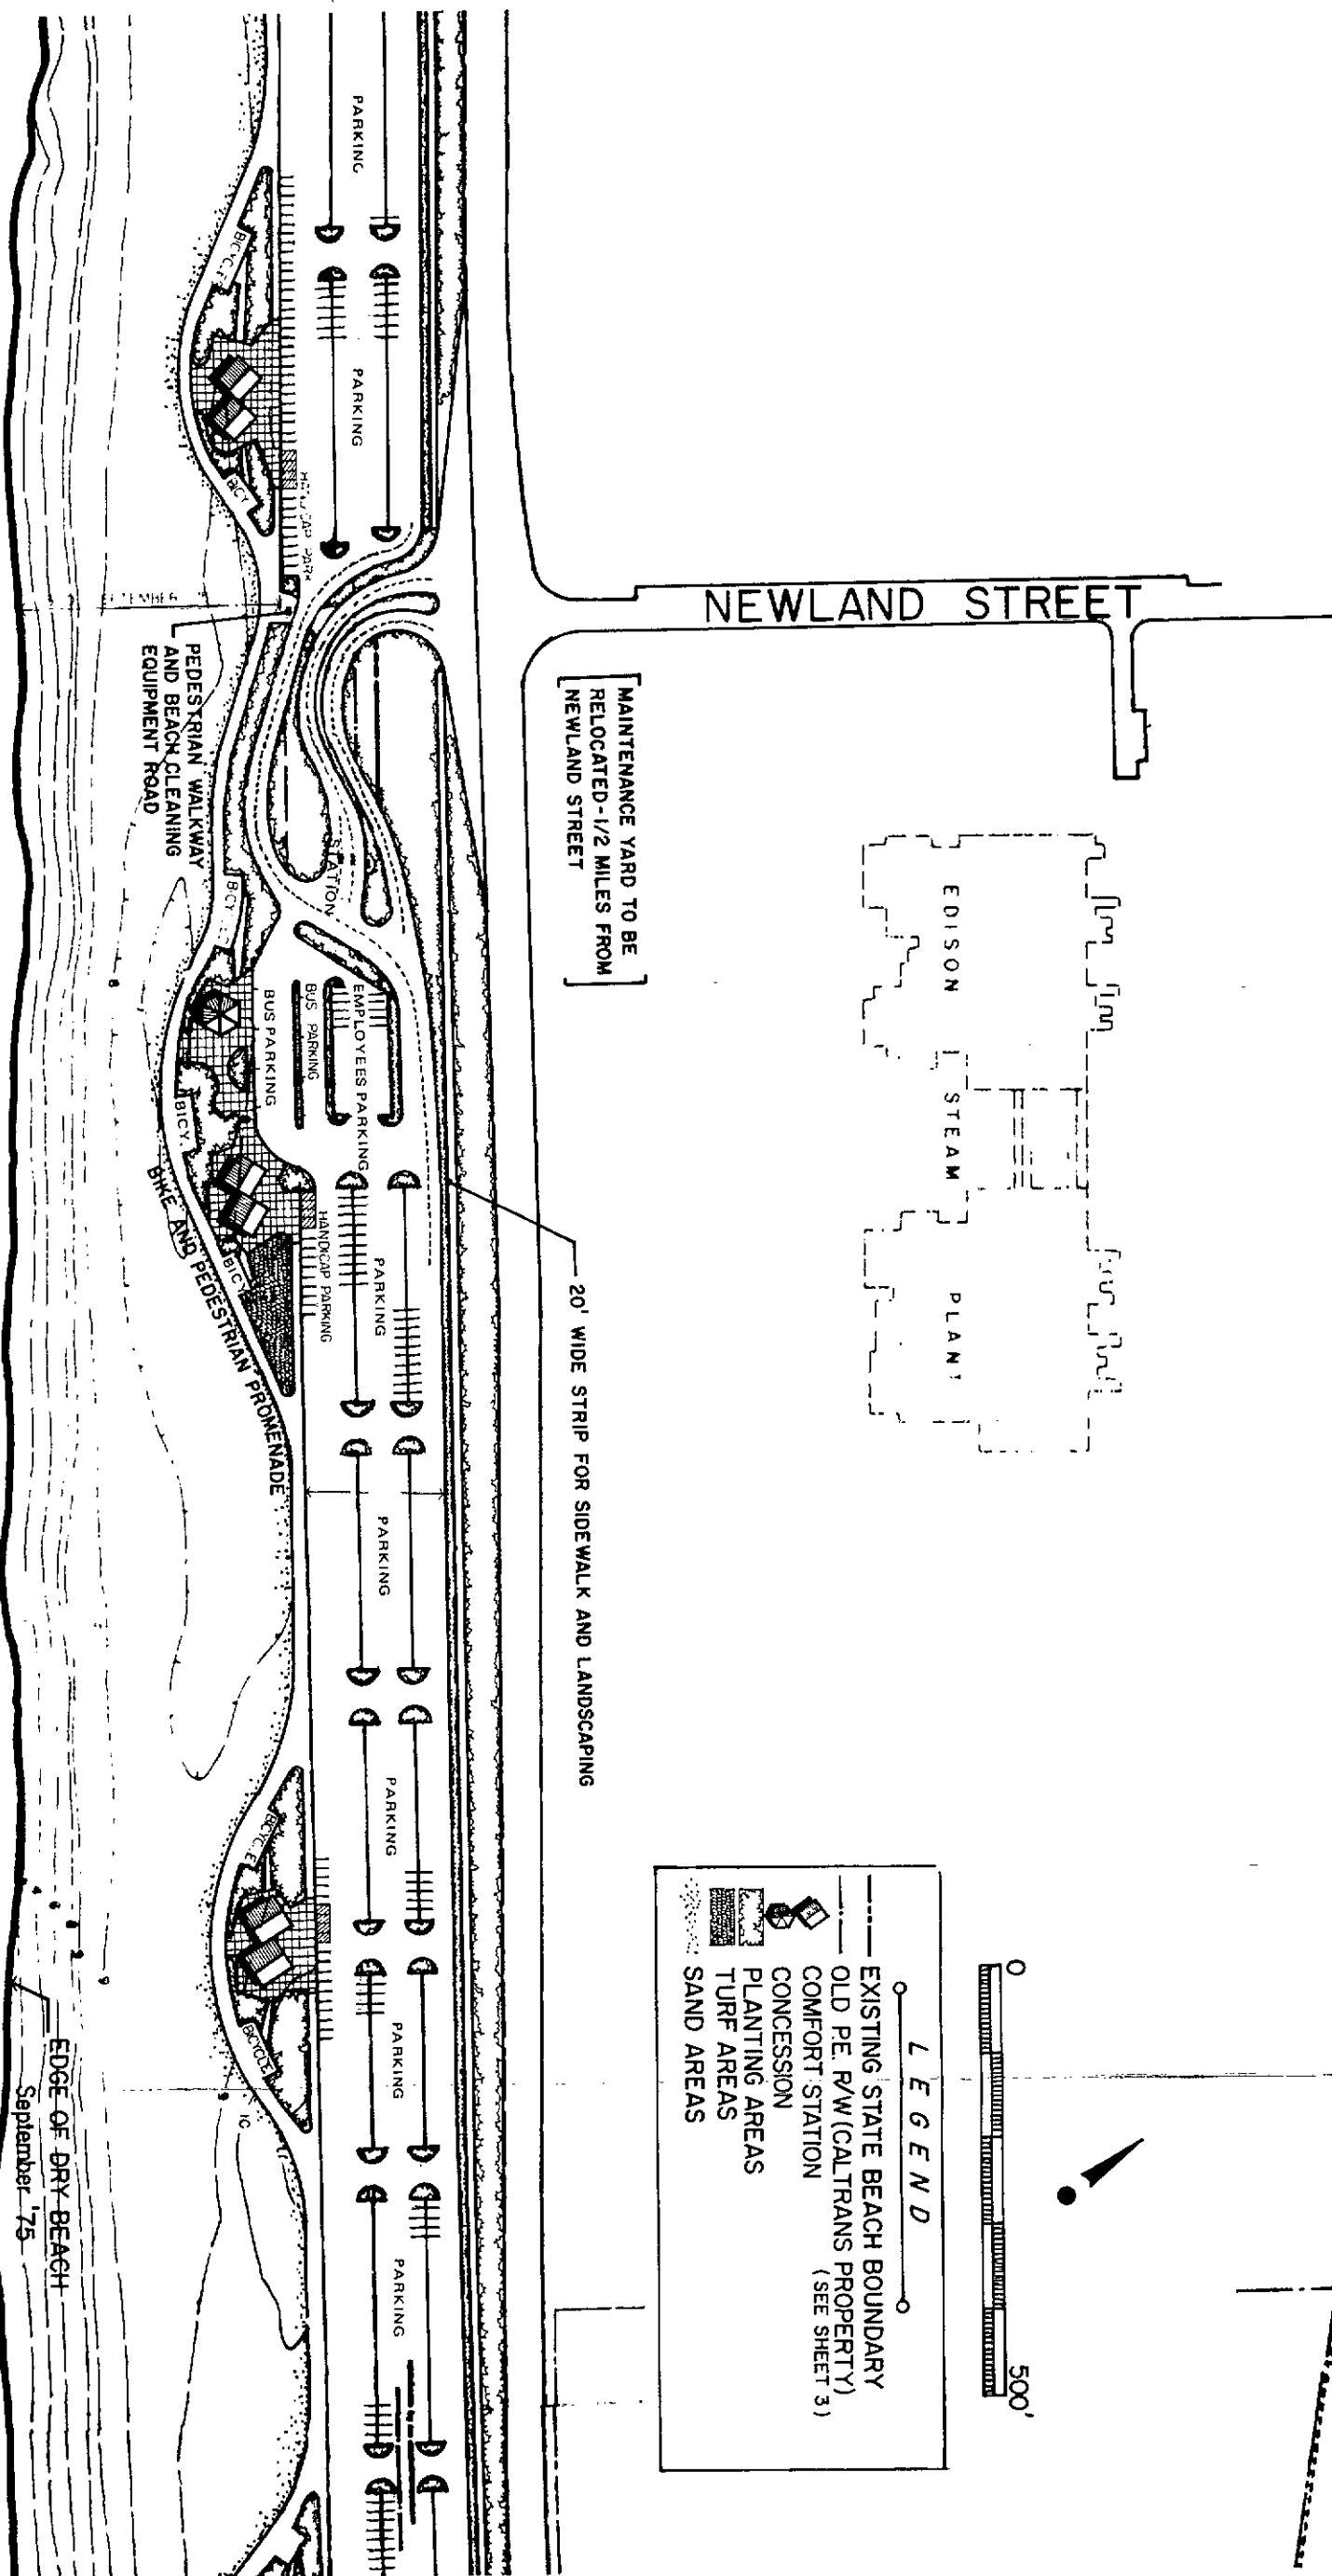 NEWLAND STREET
EDISON STEAM PLANT
MAINTENANCE YARD TO BE
RELOCATED-1/2 MILES FROM
NEWLAND STREET
20' WIDE STRIP FOR SIDEWALK AND LANDSCAPING
0 500'
LEGEND
EXISTING STATE BEACH BOUNDARY
OLD P.E. R/W (CALTRANS PROPERTY)
COMFORT STATION (SEE SHEET 3)
CONCESSION
PLANTING AREAS
TURF AREAS
SAND AREAS
PARKING
PARKING
HANDICAP PARK
STATION
EMPLOYEES PARKING
BUS PARKING
BUS PARKING
PARKING
HANDICAP PARKING
PARKING
PARKING
PARKING
PARKING
BICYCLE
BICY
BICY
BICY.
BICY
BICYCLE
BICYCLE
PEDESTRIAN WALKWAY
AND BEACH CLEANING
EQUIPMENT ROAD
BIKE AND PEDESTRIAN PROMENADE
EDGE OF DRY BEACH
September '75